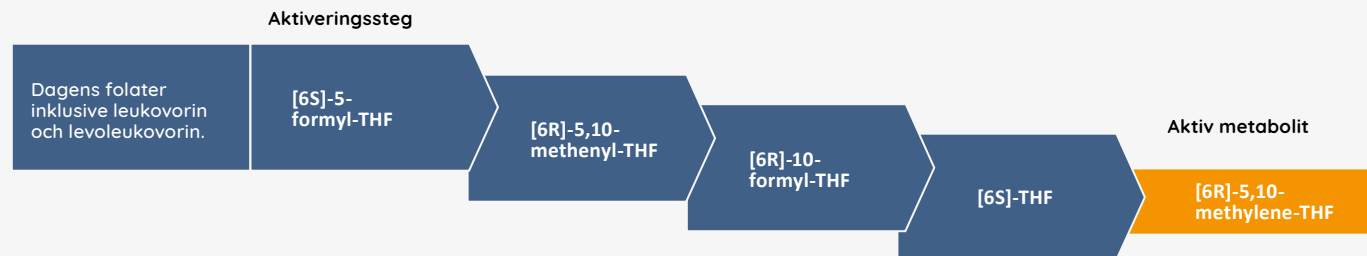 Aktiveringssteg
Dagens folater
inklusive leukovorin
och levoleukovorin.
[6S]-5-
formyl-THF
[6R]-5,10-
methenyl-THF
[6R]-10-
formyl-THF
[6S]-THF
Aktiv metabolit
[6R]-5,10-
methylene-THF